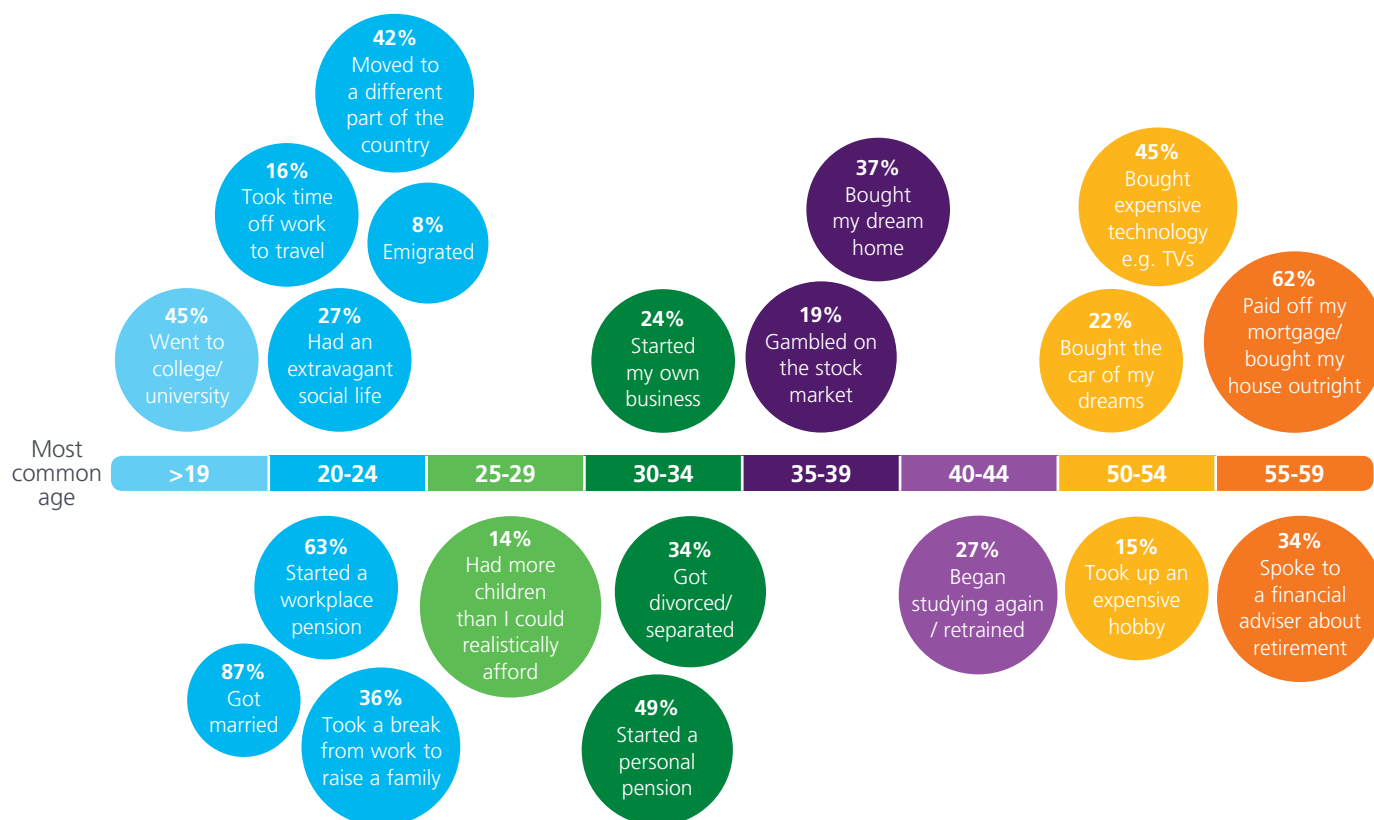 42%
Moved to
a different
part of the
country
16%
Took time
off work
to travel
8%
Emigrated
37%
Bought
my dream
home
45%
Bought
expensive
technology
e.g. TVs
45%
Went to
college/
university
27%
Had an
extravagant
social life
24%
Started
my own
business
19%
Gambled on
the stock
market
22%
Bought the
car of my
dreams
62%
Paid off my
mortgage/
bought my
house outright
Most
common
age
>19
20-24
25-29
30-34
35-39
40-44
50-54
55-59
63%
Started a
workplace
pension
14%
Had more
children
than I could
realistically
afford
34%
Got
divorced/
separated
27%
Began
studying again
/ retrained
15%
Took up an
expensive
hobby
34%
Spoke to
a financial
adviser about
retirement
87%
Got
married
36%
Took a break
from work to
raise a family
49%
Started a
personal
pension